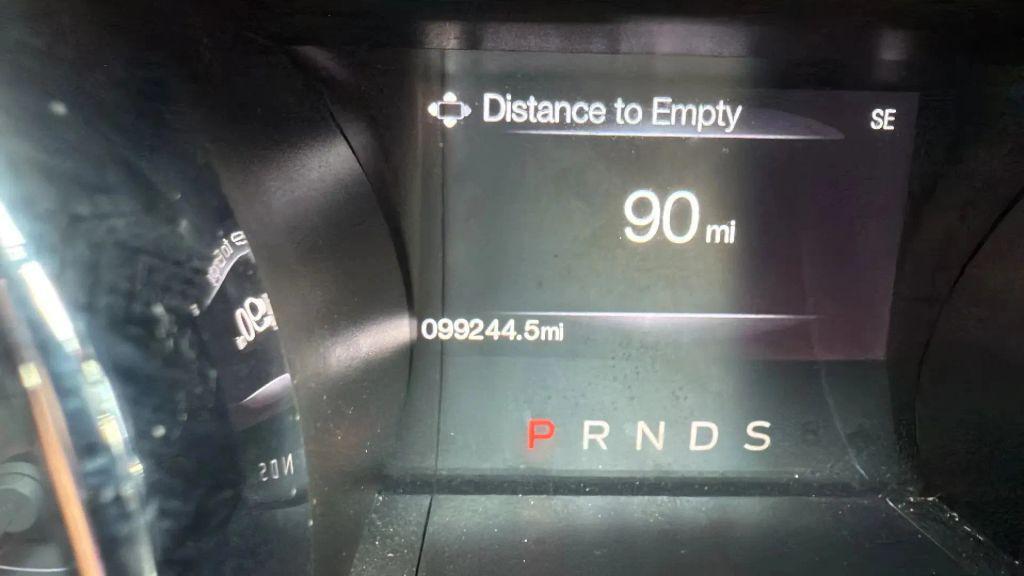 Distance to Empty SE
90 mi
099244.5mi
P R N D S